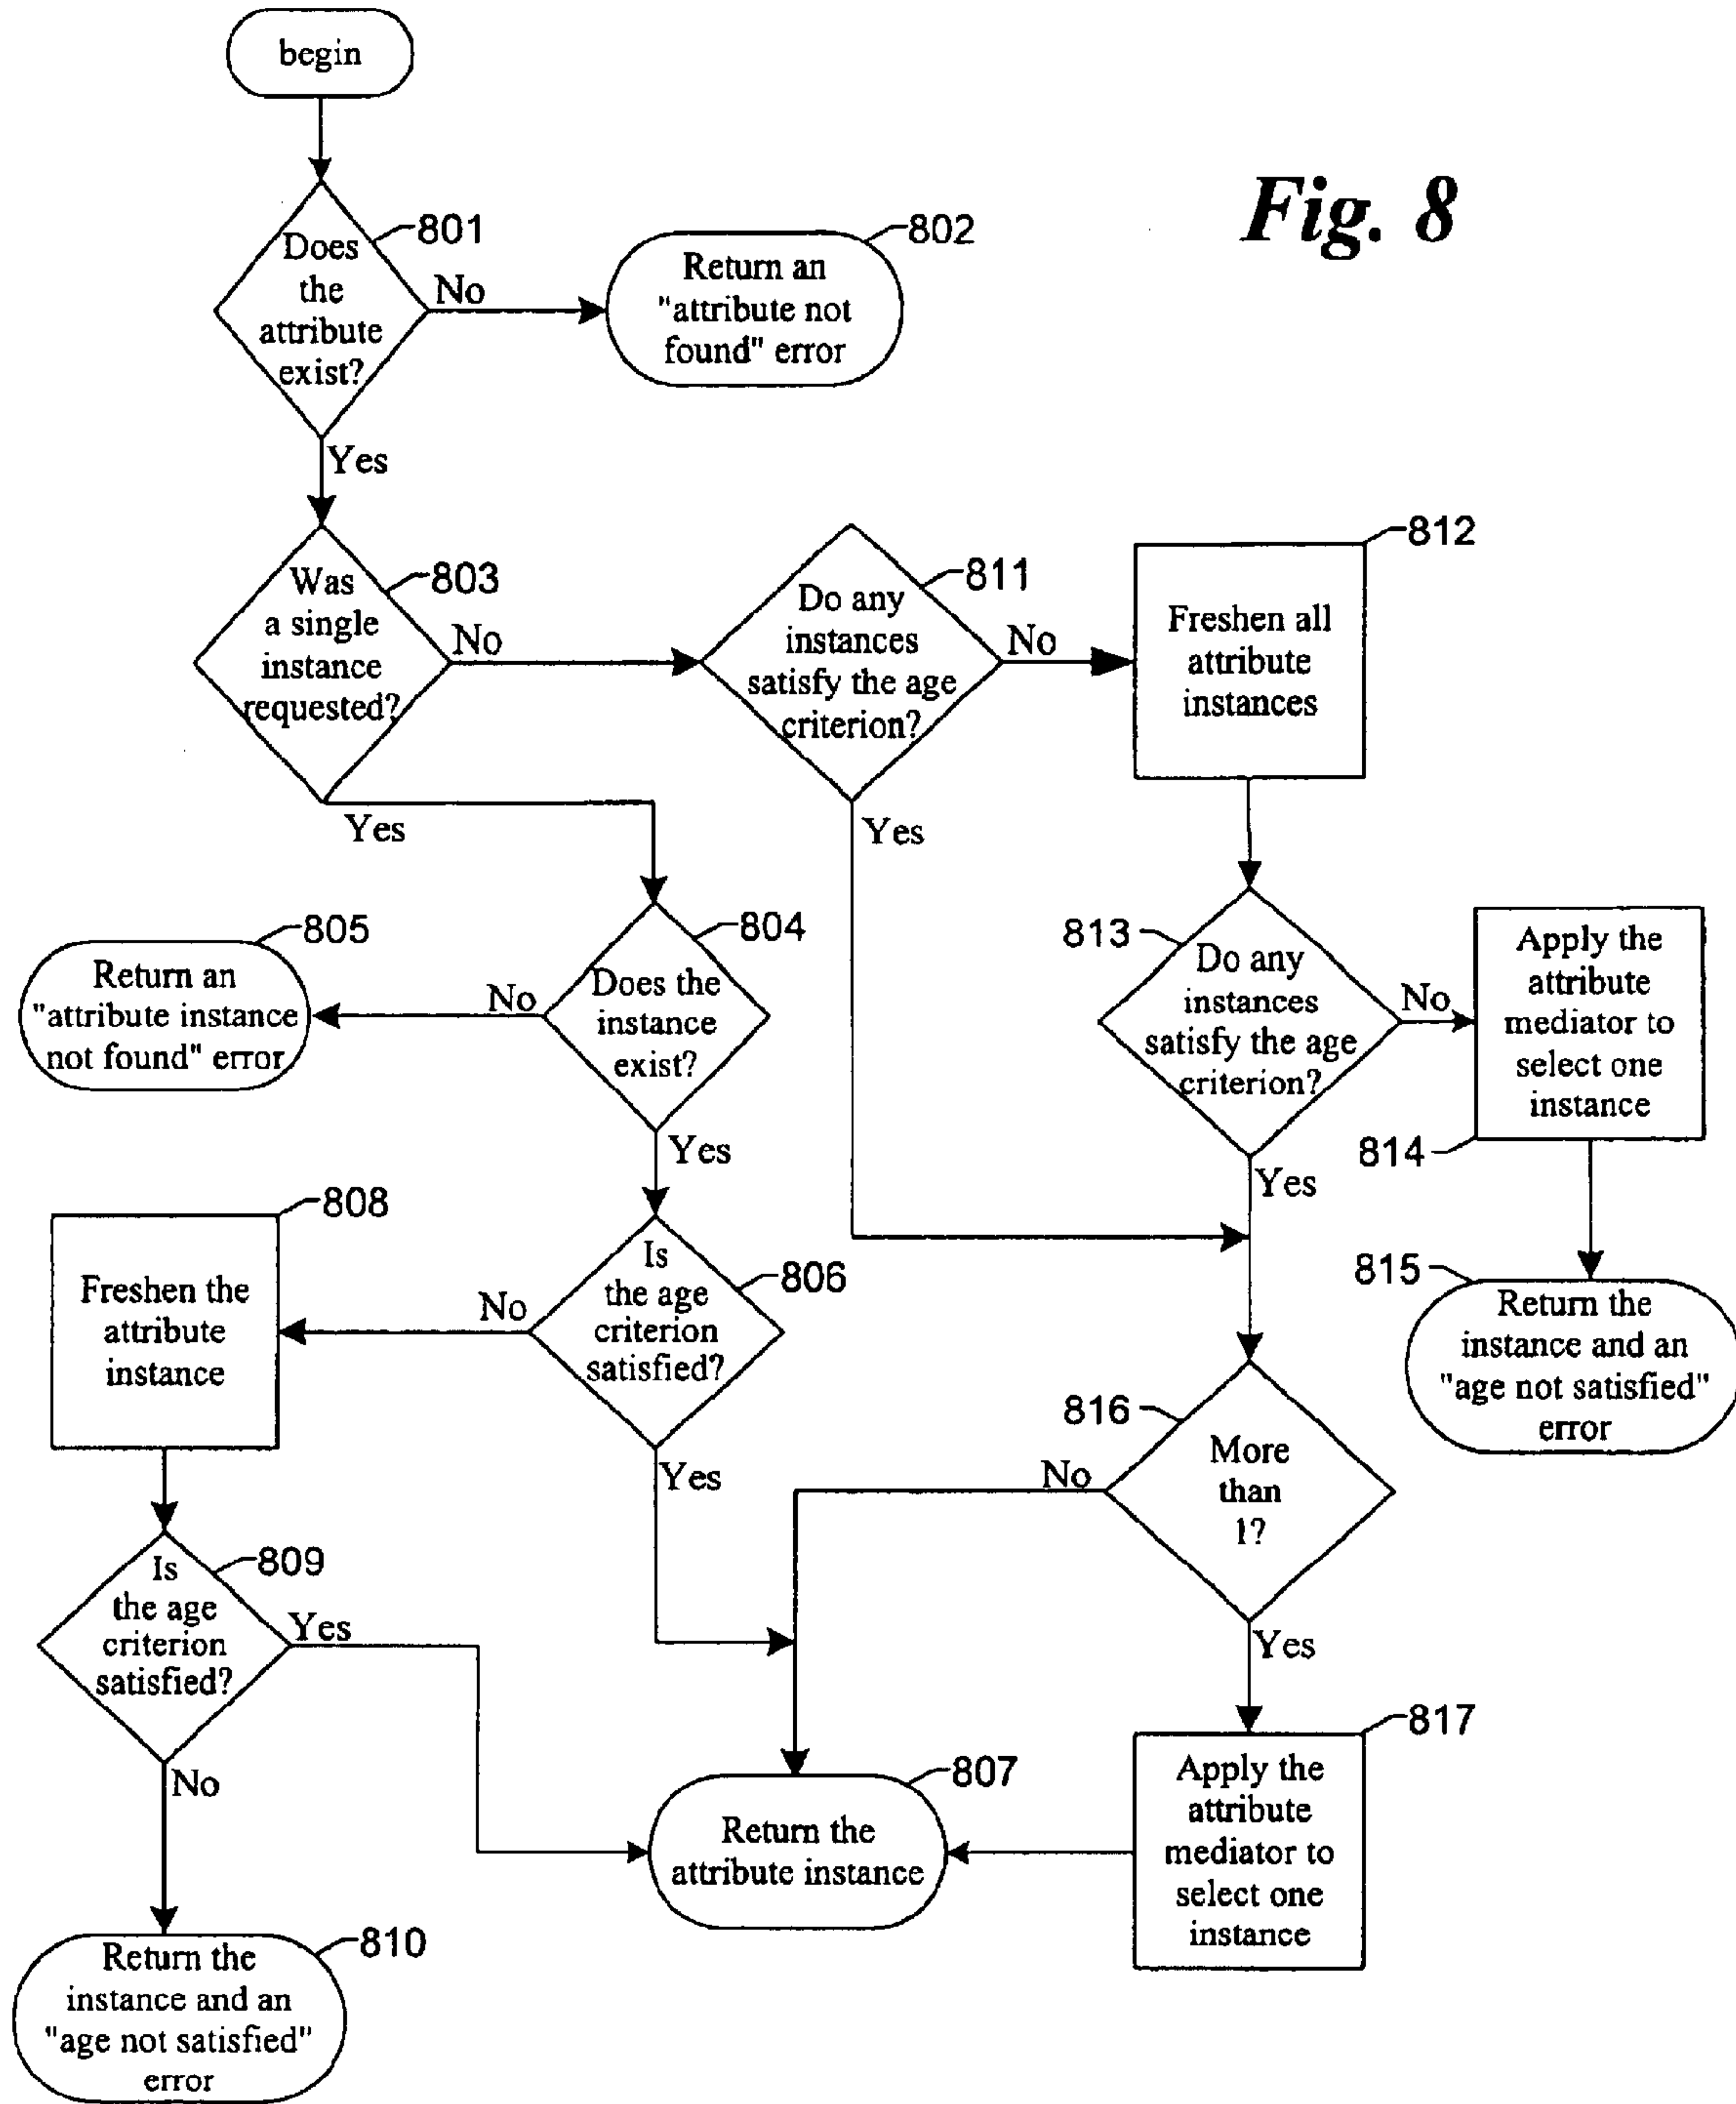 begin
Fig. 8
801
Does
the
attribute
exist?
No
802
Return an
"attribute not
found" error
Yes
803
Was
a single
instance
requested?
No
811
Do any
instances
satisfy the age
criterion?
No
812
Freshen all
attribute
instances
Yes
Yes
804
Does the
instance
exist?
No
805
Return an
"attribute instance
not found" error
813
Do any
instances
satisfy the age
criterion?
No
Apply the
attribute
mediator to
select one
instance
814
Yes
Yes
808
Freshen the
attribute
instance
No
806
Is
the age
criterion
satisfied?
815
Return the
instance and an
"age not satisfied"
error
816
More
than
1?
No
Yes
Yes
809
Is
the age
criterion
satisfied?
Yes
No
807
Return the
attribute instance
817
Apply the
attribute
mediator to
select one
instance
810
Return the
instance and an
"age not satisfied"
error